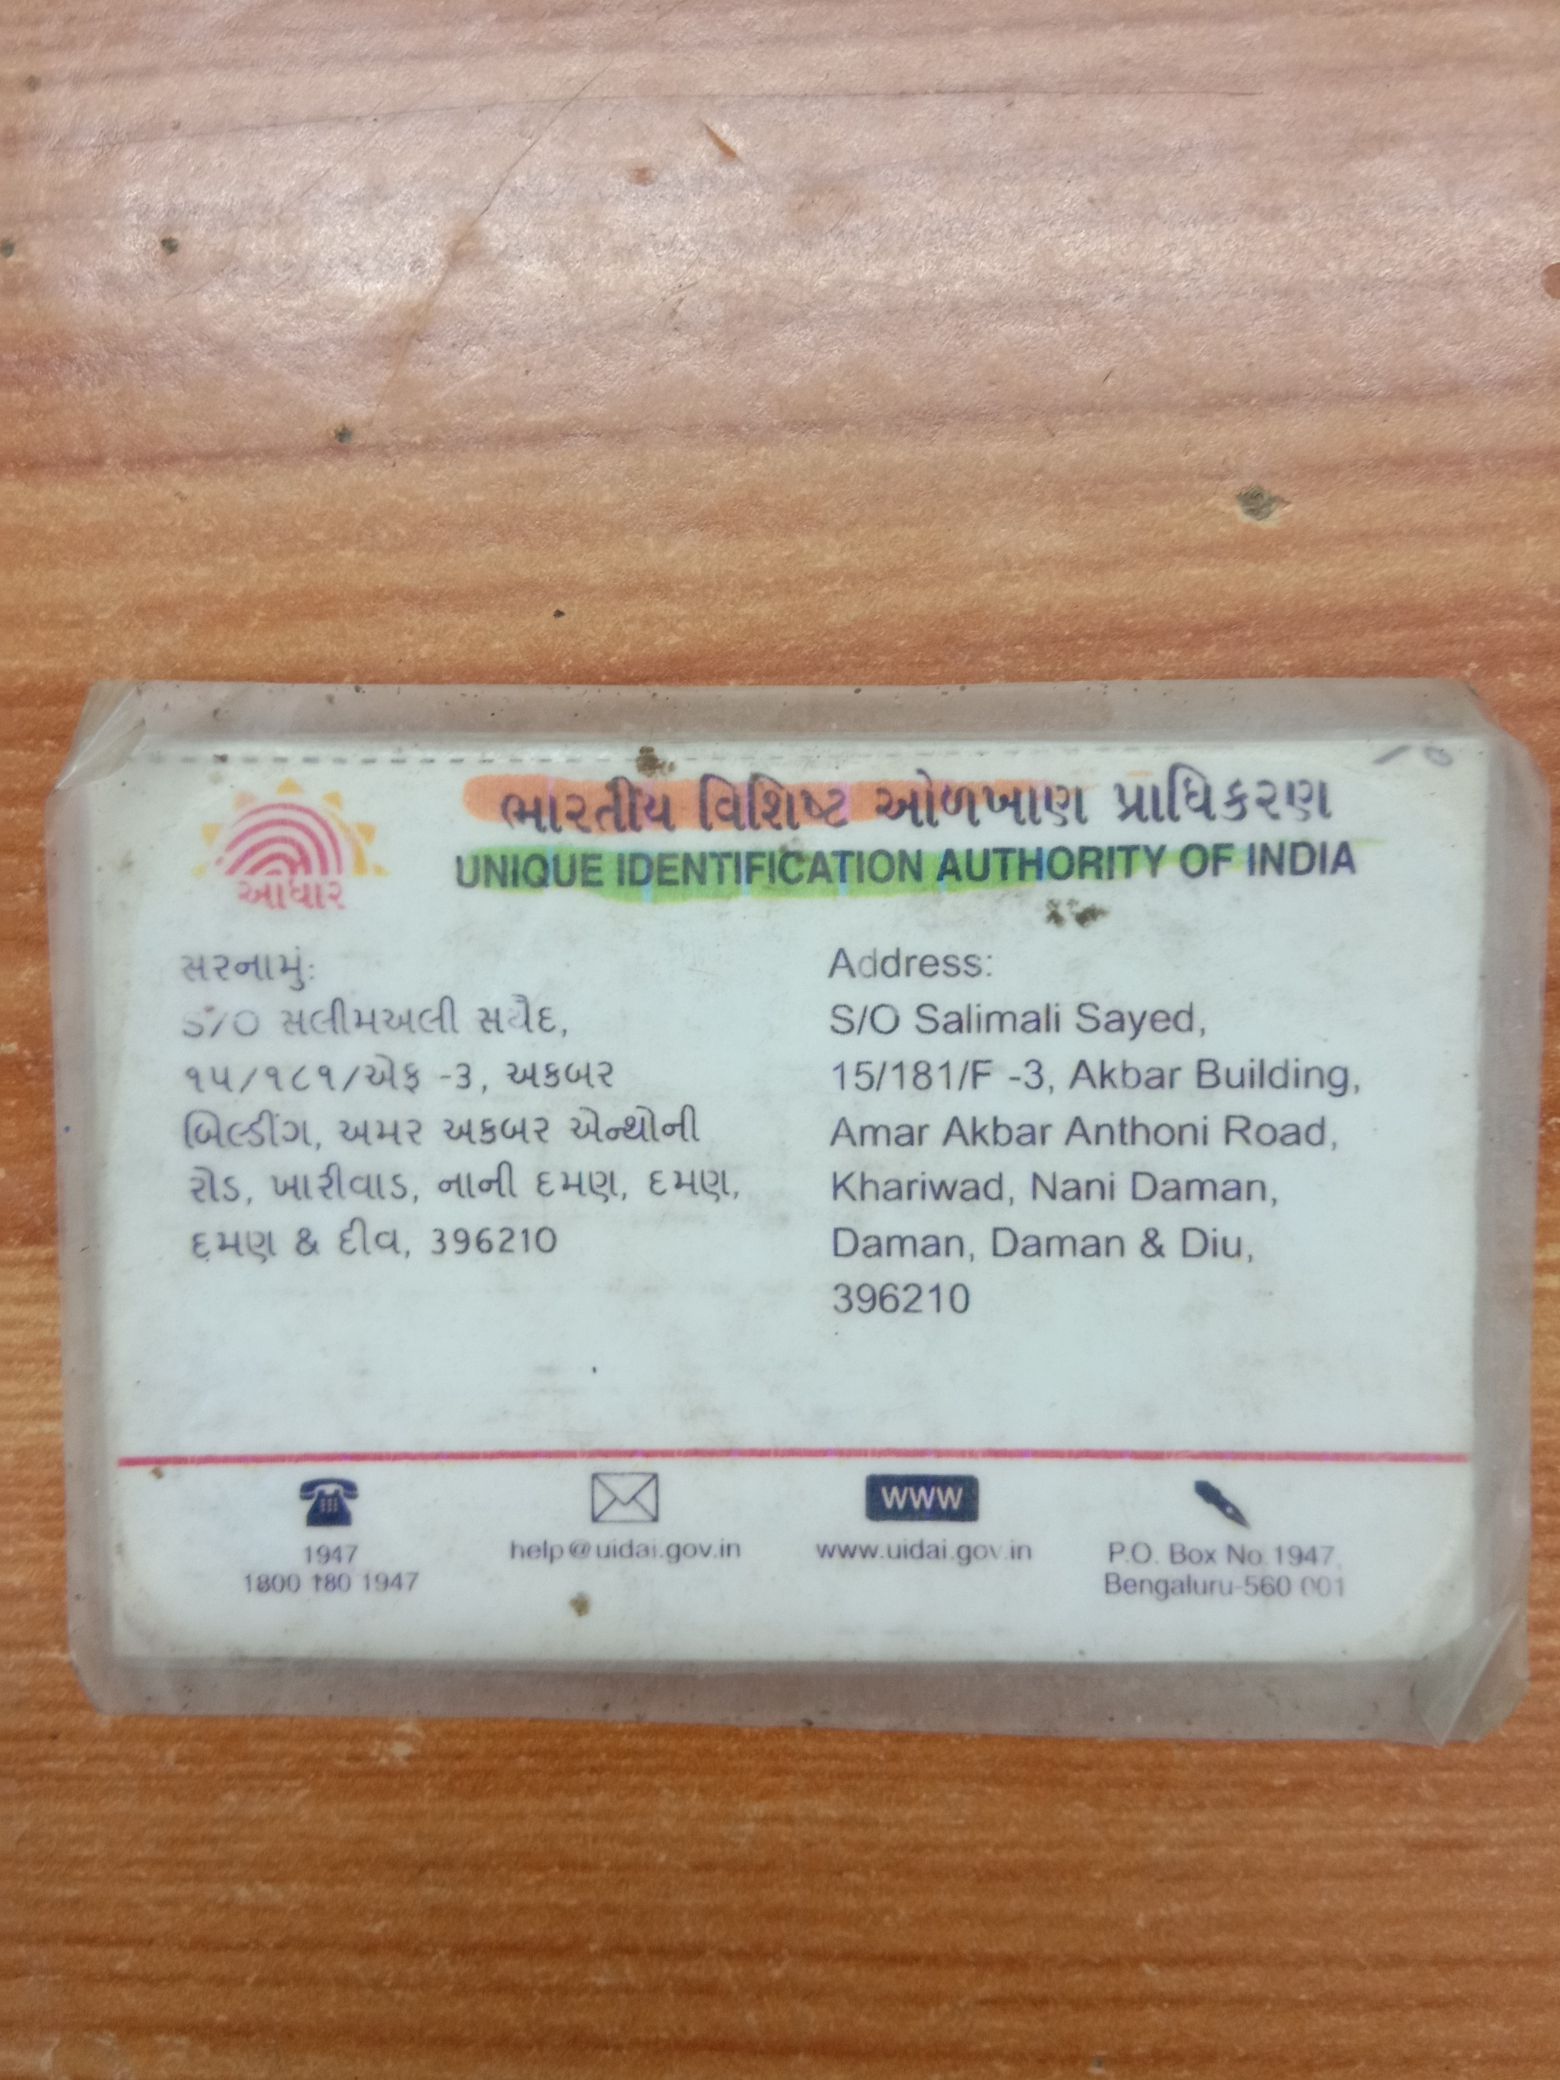 ભારતીય વિશિષ્ટ ઓળખાણ પ્રાધિકરણ
UNIQUE IDENTIFICATION AUTHORITY OF INDIA
આધાર
સરનામું:
S/O સલીમઅલી સયેદ,
૧૫/૧૮૧/એફ -૩, અકબર
બિલ્ડીંગ, અમર અકબર એન્થોની
રોડ, ખારીવાડ, નાની દમણ, દમણ,
દમણ & દીવ, 396210
Address:
S/O Salimali Sayed,
15/181/F -3, Akbar Building,
Amar Akbar Anthoni Road,
Khariwad, Nani Daman,
Daman, Daman & Diu,
396210
1947
1800 180 1947
help@uidai.gov.in
WWW
www.uidai.gov.in
P.O. Box No.1947,
Bengaluru-560 001